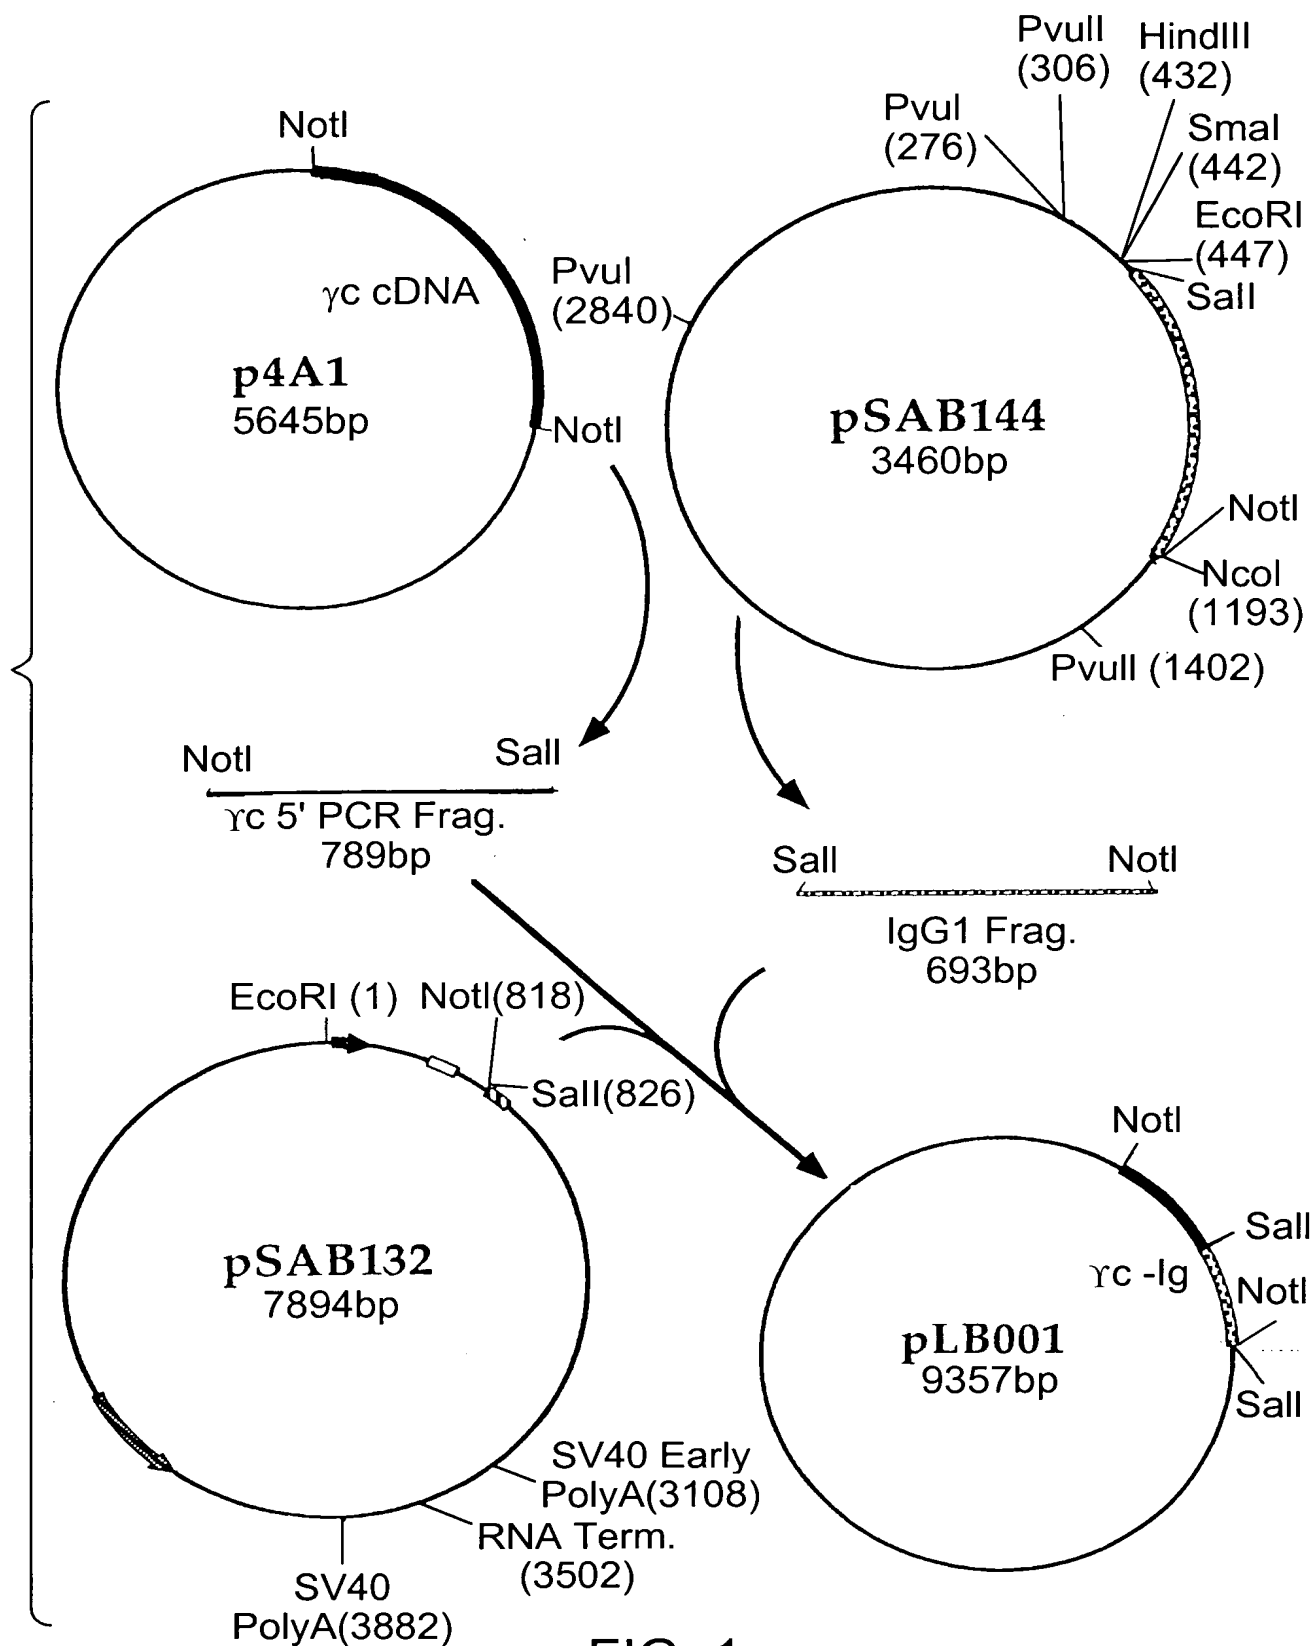 NotI
γc cDNA
p4A1
5645bp
NotI
PvuII
(306)
HindIII
(432)
PvuI
(276)
SmaI
(442)
EcoRI
(447)
SalI
PvuI
(2840)
pSAB144
3460bp
NotI
NcoI
(1193)
PvuII (1402)
NotI SalI
γc 5' PCR Frag.
789bp
SalI NotI
IgG1 Frag.
693bp
EcoRI (1) NotI(818)
SalI(826)
pSAB132
7894bp
SV40 Early
PolyA(3108)
RNA Term.
(3502)
SV40
PolyA(3882)
NotI
SalI
γc -Ig
NotI
pLB001
9357bp
SalI
FIG. 1